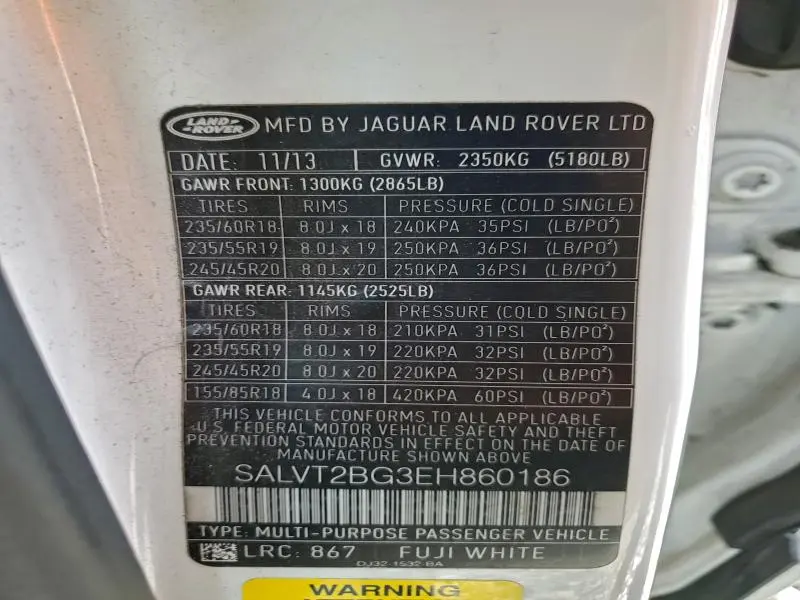 LAND ROVER MFD BY JAGUAR LAND ROVER LTD
DATE: 11/13 GVWR: 2350KG (5180LB)
GAWR FRONT: 1300KG (2865LB)
TIRES RIMS PRESSURE (COLD SINGLE)
235/60R18 8.0J x 18 240KPA 35PSI (LB/PO²)
235/55R19 8.0J x 19 250KPA 36PSI (LB/PO²)
245/45R20 8.0J x 20 250KPA 36PSI (LB/PO²)
GAWR REAR: 1145KG (2525LB)
TIRES RIMS PRESSURE (COLD SINGLE)
235/60R18 8.0J x 18 210KPA 31PSI (LB/PO²)
235/55R19 8.0J x 19 220KPA 32PSI (LB/PO²)
245/45R20 8.0J x 20 220KPA 32PSI (LB/PO²)
155/85R18 4.0J x 18 420KPA 60PSI (LB/PO²)
THIS VEHICLE CONFORMS TO ALL APPLICABLE
U.S. FEDERAL MOTOR VEHICLE SAFETY AND THEFT
PREVENTION STANDARDS IN EFFECT ON THE DATE OF
MANUFACTURE SHOWN ABOVE
SALVT2BG3EH860186
TYPE: MULTI-PURPOSE PASSENGER VEHICLE
LRC: 867 FUJI WHITE
DJ32-1532-BA
WARNING